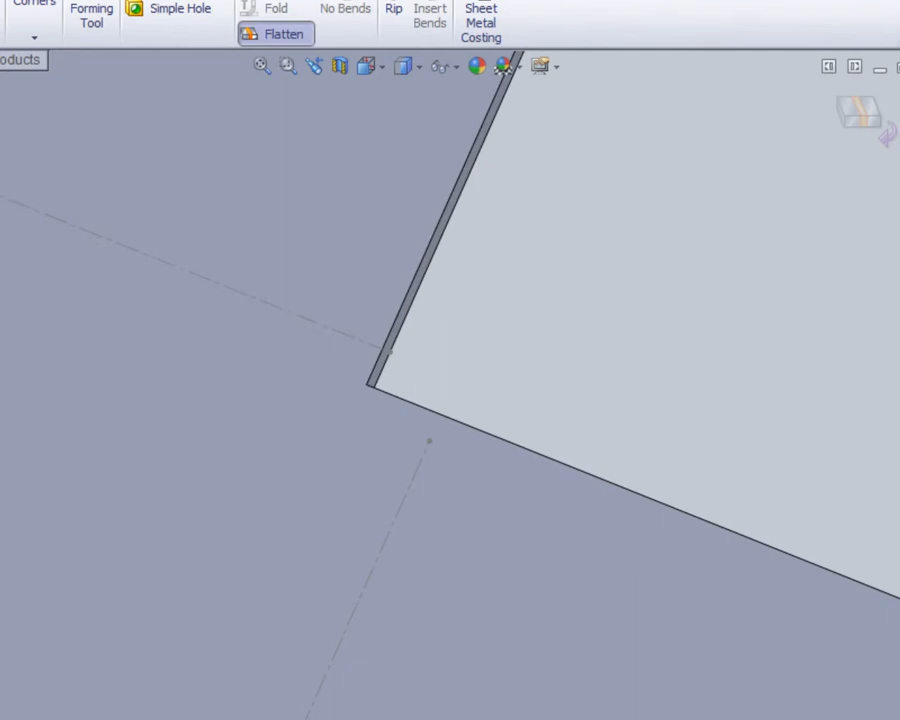 Corners
Forming
Tool
Simple Hole
Fold
No Bends
Flatten
Rip
Insert
Bends
Sheet
Metal
Costing
oducts